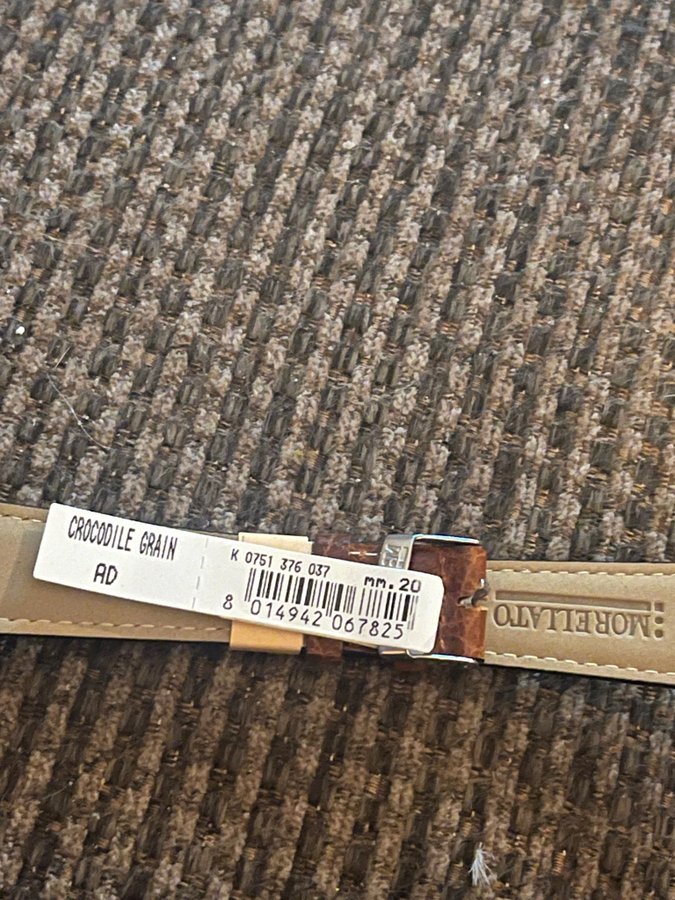 CROCODILE GRAIN
AD
K 0751 376 037
mm.20
8 014942 067825
MORELLATO